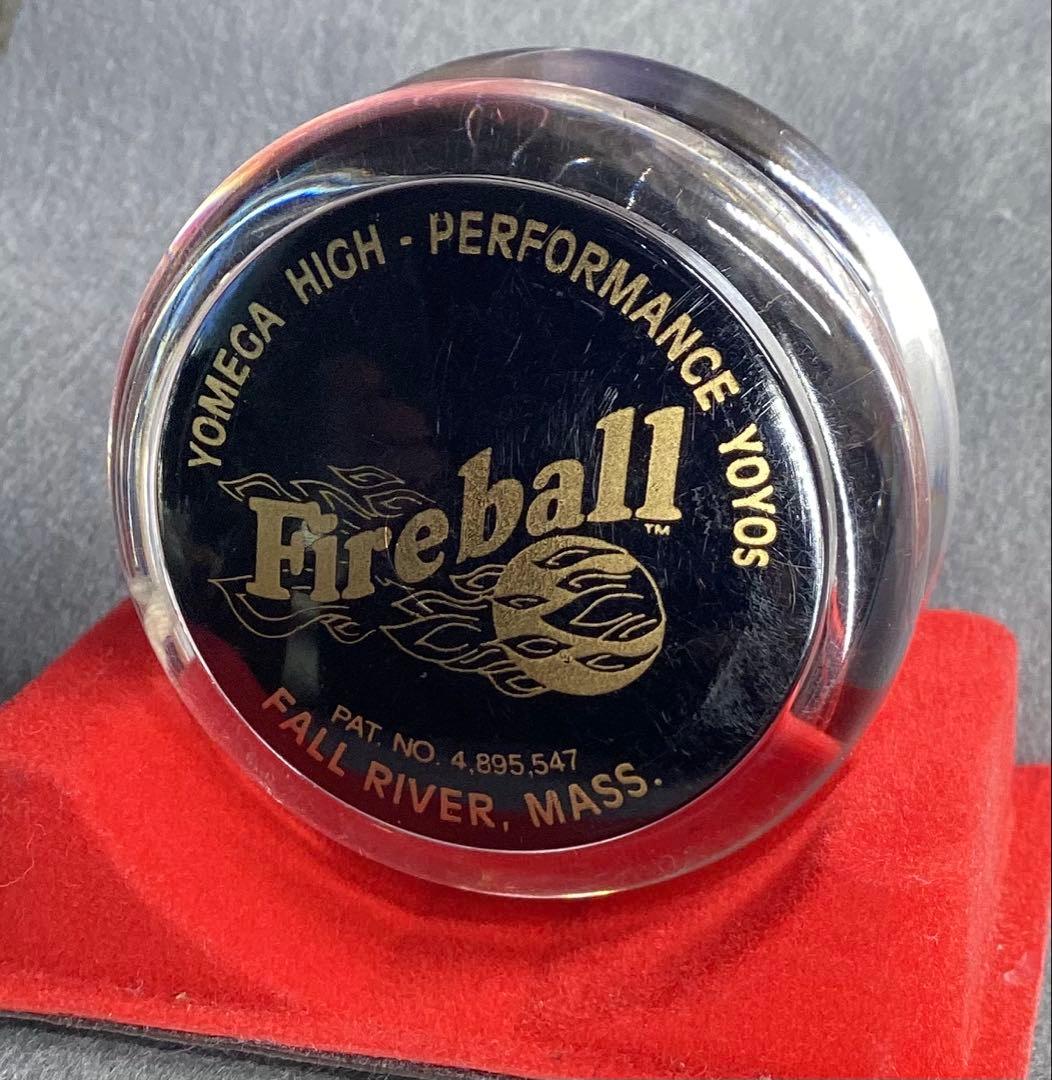 YOMEGA HIGH - PERFORMANCE YOYOS
Fireball™
PAT. NO. 4,895,547
FALL RIVER, MASS.